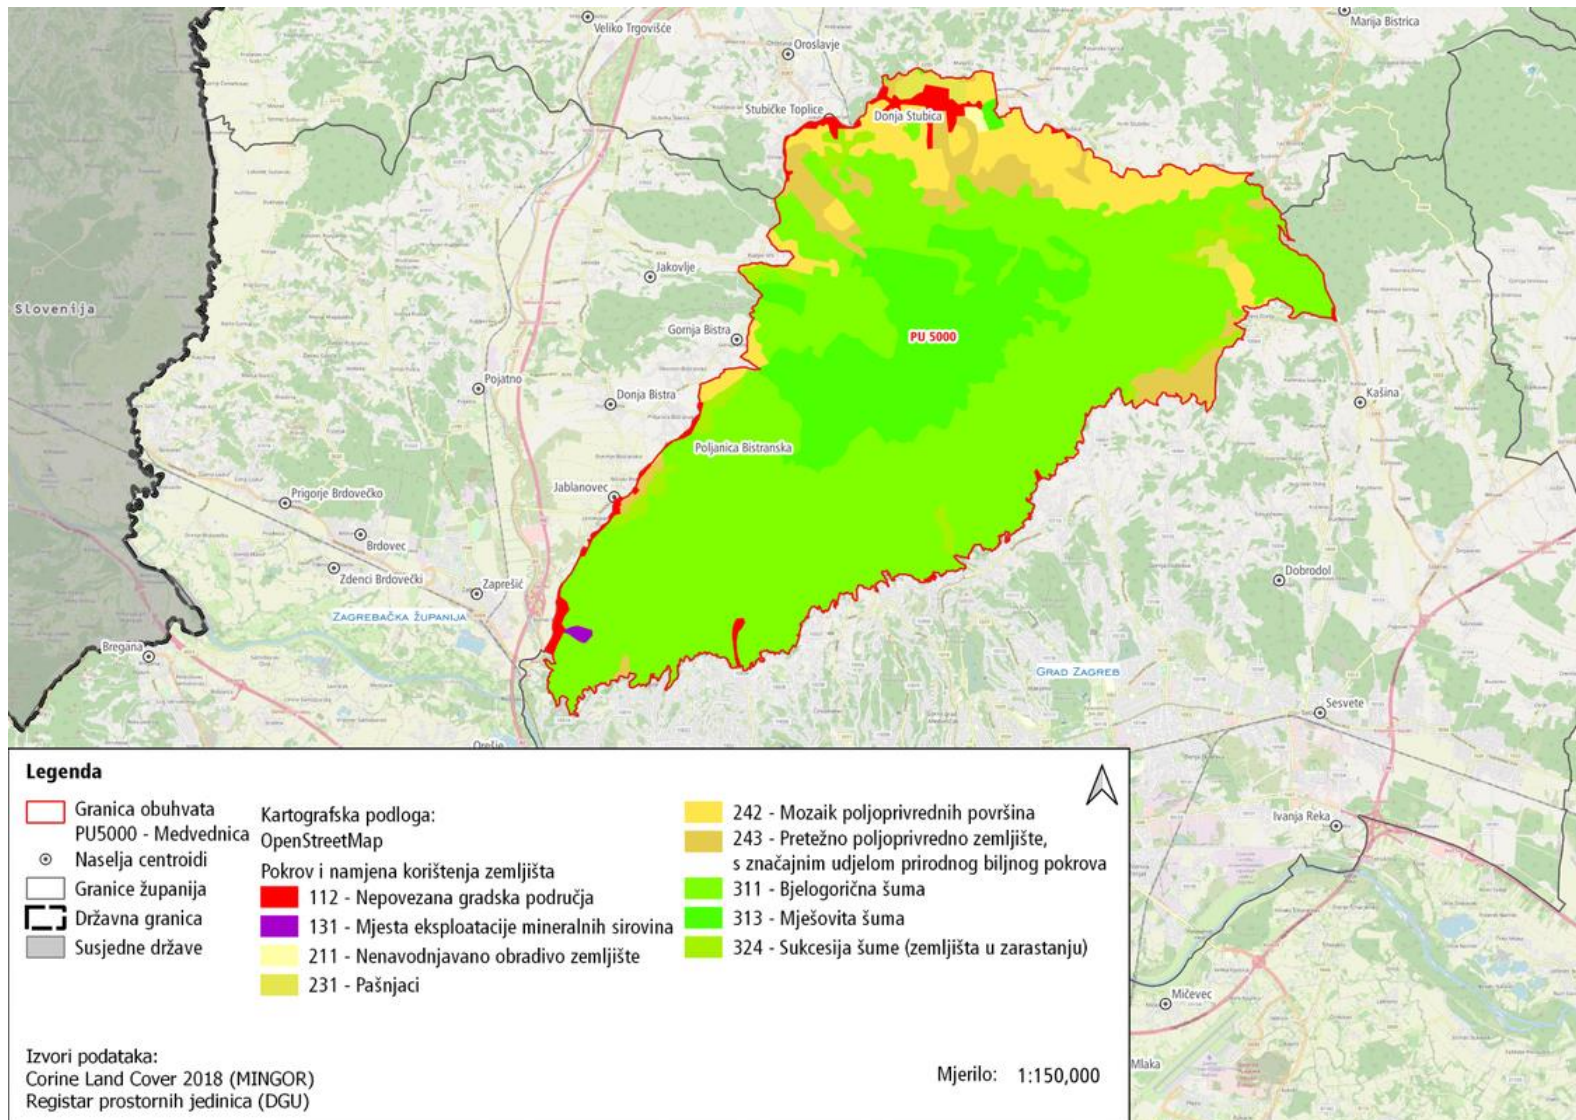 Veliko Trgovišće
Marija Bistrica
Oroslavje
Stubičke Toplice
Donja Stubica
Slovenija
Jakovlje
Gornja Bistra
PU 5000
Pojatno
Donja Bistra
Kašina
Poljanica Bistranska
Jablanovec
Prigorje Brdovečko
Brdovec
Zdenci Brdovečki
Zaprešić
Dobrodol
ZAGREBAČKA ŽUPANIJA
Bregana
GRAD ZAGREB
Sesvete
Orešje
Ivanja Reka
Mičevec
Mlaka
Legenda
Granica obuhvata
PU5000 - Medvednica
Naselja centroidi
Granice županija
Državna granica
Susjedne države
Kartografska podloga:
OpenStreetMap
Pokrov i namjena korištenja zemljišta
112 - Nepovezana gradska područja
131 - Mjesta eksploatacije mineralnih sirovina
211 - Nenavodnjavano obradivo zemljište
231 - Pašnjaci
242 - Mozaik poljoprivrednih površina
243 - Pretežno poljoprivredno zemljište,
s značajnim udjelom prirodnog biljnog pokrova
311 - Bjelogorična šuma
313 - Mješovita šuma
324 - Sukcesija šume (zemljišta u zarastanju)
Izvori podataka:
Corine Land Cover 2018 (MINGOR)
Registar prostornih jedinica (DGU)
Mjerilo: 1:150,000